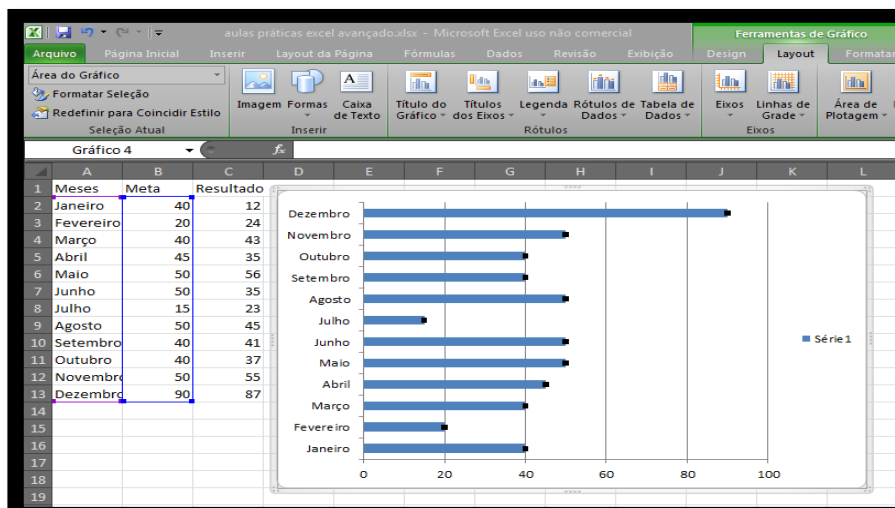 aulas práticas excel avançado.xlsx - Microsoft Excel uso não comercial
Ferramentas de Gráfico
Arquivo Página Inicial Inserir Layout da Página Fórmulas Dados Revisão Exibição Design Layout Formatar
Área do Gráfico
Formatar Seleção
Redefinir para Coincidir Estilo
Seleção Atual
Imagem Formas Caixa de Texto
Inserir
Título do Gráfico Títulos dos Eixos Legenda Rótulos de Dados Tabela de Dados
Rótulos
Eixos Linhas de Grade
Eixos
Área de Plotagem
Gráfico 4 fx
A B C D E F G H I J K L
1 Meses Meta Resultado
2 Janeiro 40 12
3 Fevereiro 20 24
4 Março 40 43
5 Abril 45 35
6 Maio 50 56
7 Junho 50 35
8 Julho 15 23
9 Agosto 50 45
10 Setembro 40 41
11 Outubro 40 37
12 Novembro 50 55
13 Dezembro 90 87
14
15
16
17
18
19
Dezembro
Novembro
Outubro
Setembro
Agosto
Julho
Junho
Maio
Abril
Março
Fevereiro
Janeiro
0 20 40 60 80 100
Série1